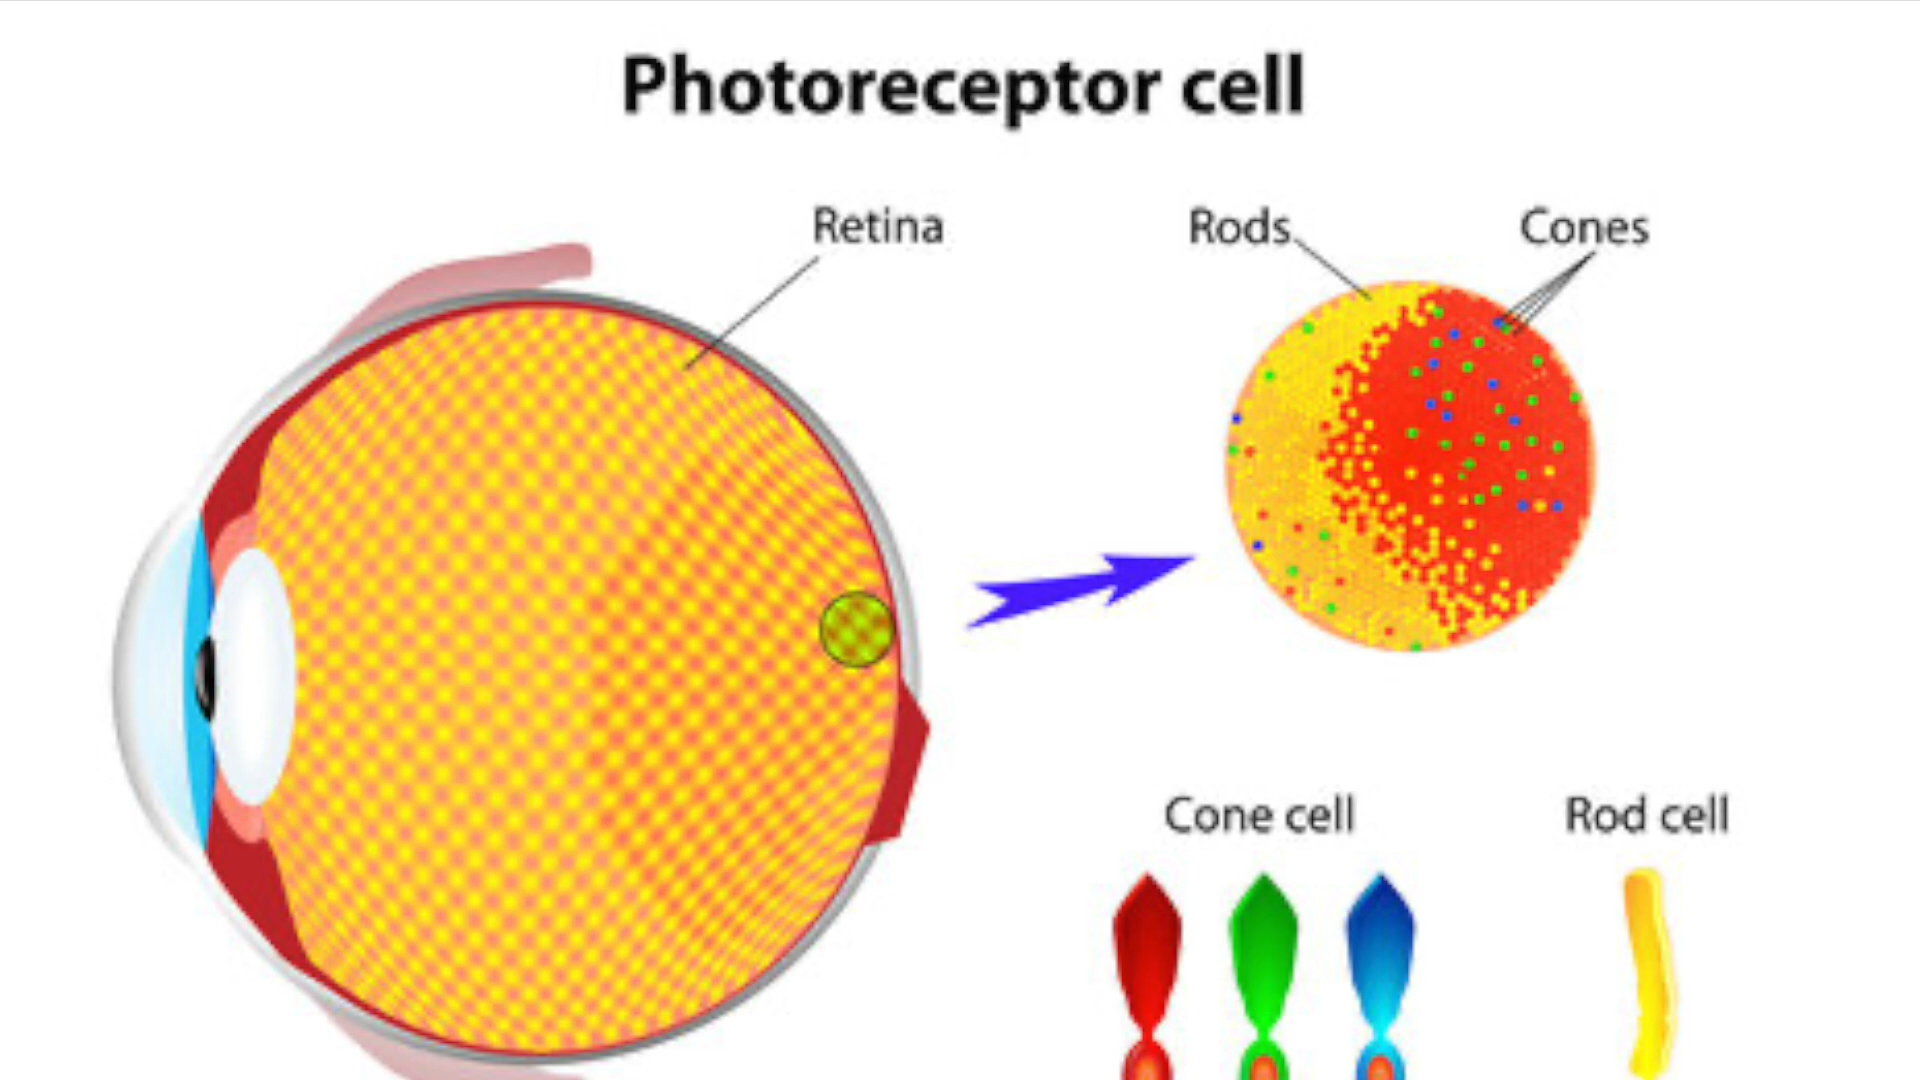 Photoreceptor cell
Retina
Rods
Cones
Cone cell
Rod cell